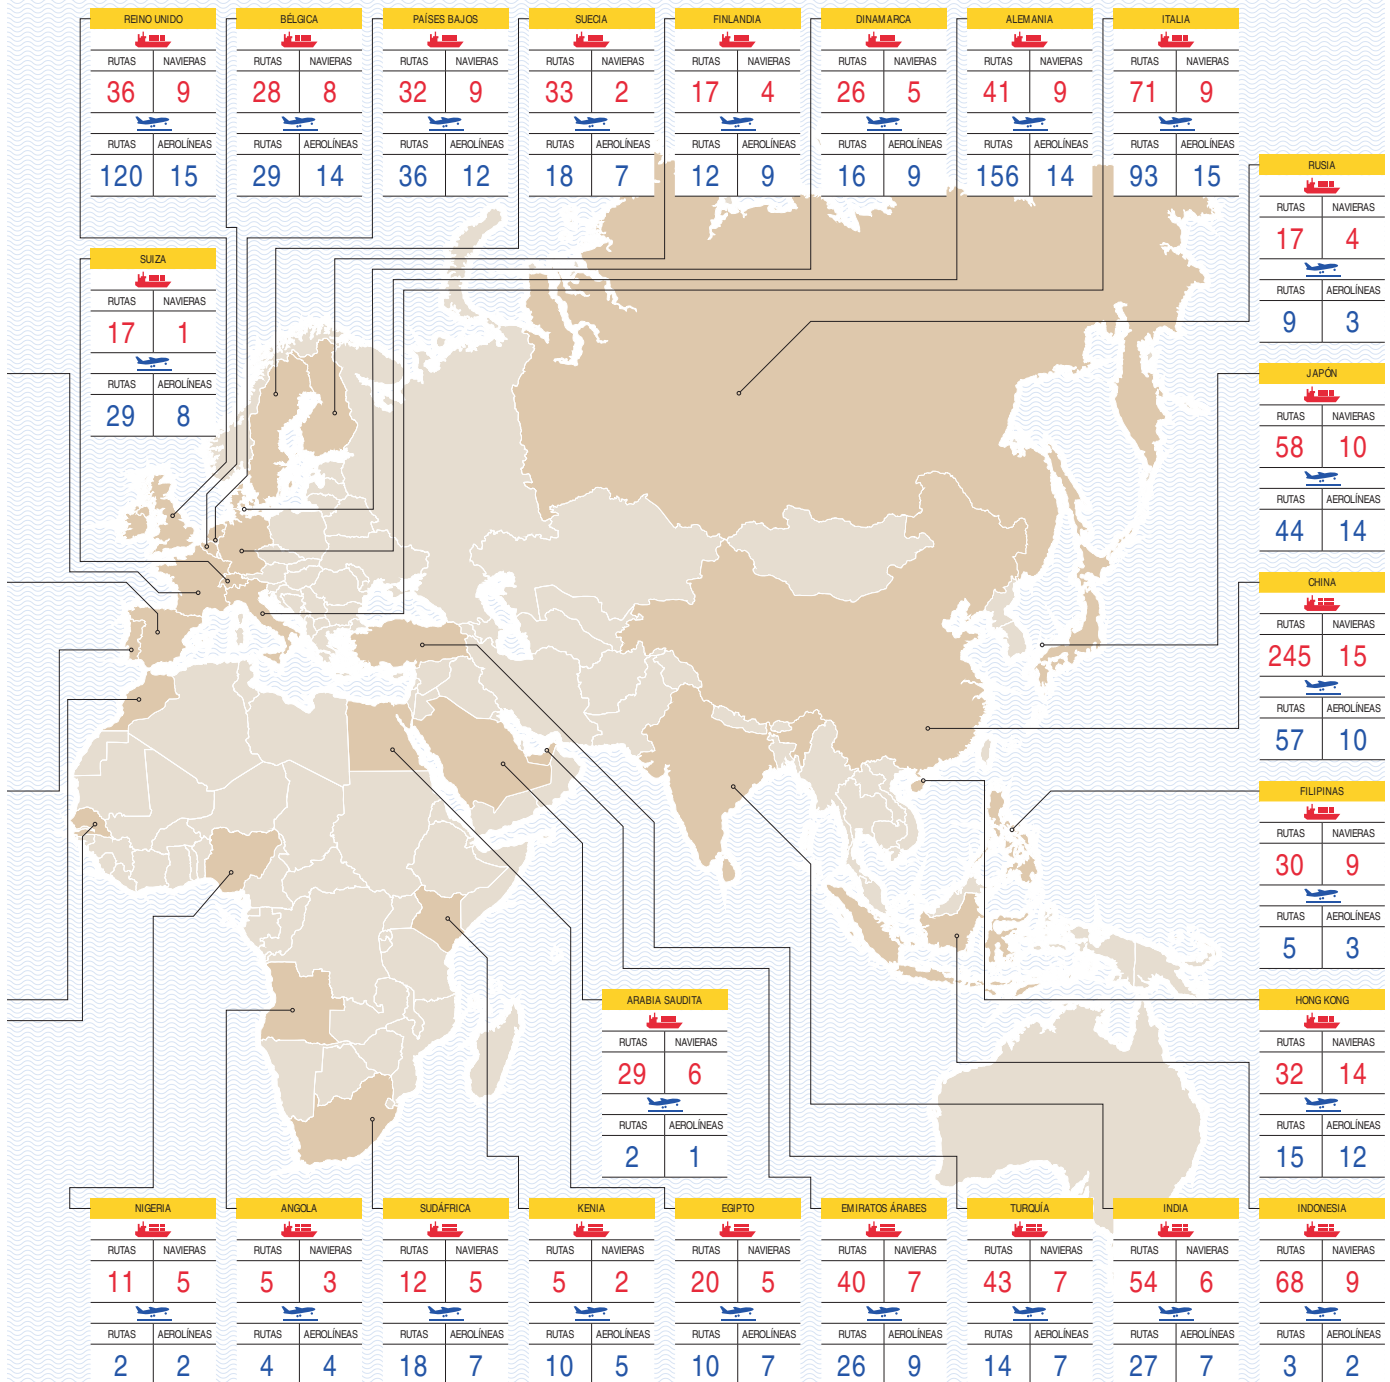 REINO UNIDO
RUTAS NAVIERAS
36 9
RUTAS AEROLÍNEAS
120 15
BÉLGICA
RUTAS NAVIERAS
28 8
RUTAS AEROLÍNEAS
29 14
PAÍSES BAJOS
RUTAS NAVIERAS
32 9
RUTAS AEROLÍNEAS
36 12
SUECIA
RUTAS NAVIERAS
33 2
RUTAS AEROLÍNEAS
18 7
FINLANDIA
RUTAS NAVIERAS
17 4
RUTAS AEROLÍNEAS
12 9
DINAMARCA
RUTAS NAVIERAS
26 5
RUTAS AEROLÍNEAS
16 9
ALEMANIA
RUTAS NAVIERAS
41 9
RUTAS AEROLÍNEAS
156 14
ITALIA
RUTAS NAVIERAS
71 9
RUTAS AEROLÍNEAS
93 15
RUSIA
RUTAS NAVIERAS
17 4
RUTAS AEROLÍNEAS
9 3
SUIZA
RUTAS NAVIERAS
17 1
RUTAS AEROLÍNEAS
29 8
JAPÓN
RUTAS NAVIERAS
58 10
RUTAS AEROLÍNEAS
44 14
CHINA
RUTAS NAVIERAS
245 15
RUTAS AEROLÍNEAS
57 10
FILIPINAS
RUTAS NAVIERAS
30 9
RUTAS AEROLÍNEAS
5 3
HONG KONG
RUTAS NAVIERAS
32 14
RUTAS AEROLÍNEAS
15 12
ARABIA SAUDITA
RUTAS NAVIERAS
29 6
RUTAS AEROLÍNEAS
2 1
NIGERIA
RUTAS NAVIERAS
11 5
RUTAS AEROLÍNEAS
2 2
ANGOLA
RUTAS NAVIERAS
5 3
RUTAS AEROLÍNEAS
4 4
SUDÁFRICA
RUTAS NAVIERAS
12 5
RUTAS AEROLÍNEAS
18 7
KENIA
RUTAS NAVIERAS
5 2
RUTAS AEROLÍNEAS
10 5
EGIPTO
RUTAS NAVIERAS
20 5
RUTAS AEROLÍNEAS
10 7
EMIRATOS ÁRABES
RUTAS NAVIERAS
40 7
RUTAS AEROLÍNEAS
26 9
TURQUÍA
RUTAS NAVIERAS
43 7
RUTAS AEROLÍNEAS
14 7
INDIA
RUTAS NAVIERAS
54 6
RUTAS AEROLÍNEAS
27 7
INDONESIA
RUTAS NAVIERAS
68 9
RUTAS AEROLÍNEAS
3 2